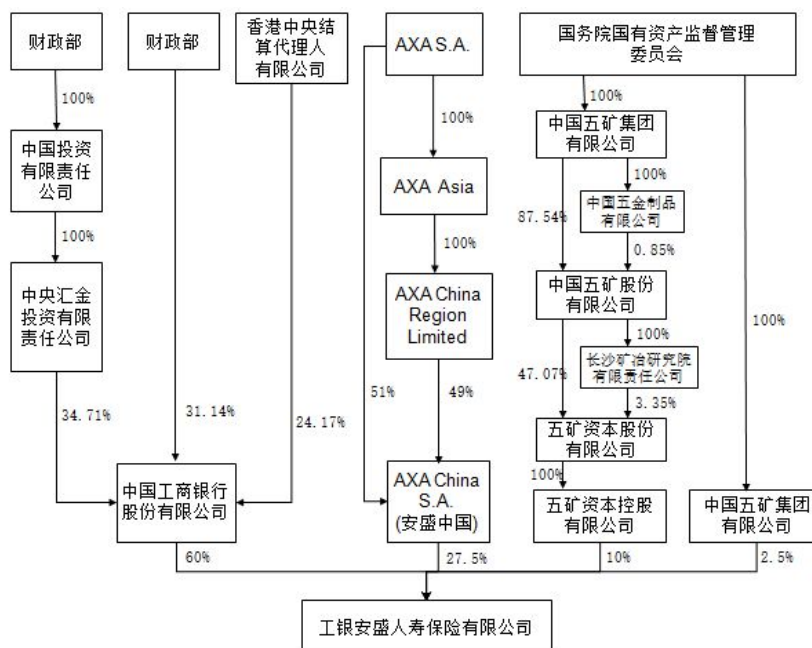 财政部
财政部
香港中央结
算代理人
有限公司
AXA S.A.
国务院国有资产监督管理
委员会
100%
100%
100%
中国投资
有限责任
公司
AXA Asia
中国五矿集团
有限公司
100%
100%
100%
87.54%
中国五金制品
有限公司
0.85%
100%
中央汇金
投资有限
责任公司
AXA China
Region
Limited
中国五矿股份
有限公司
100%
47.07%
长沙矿冶研究院
有限责任公司
3.35%
34.71%
31.14%
24.17%
51%
49%
五矿资本股份
有限公司
100%
中国工商银行
股份有限公司
AXA China
S.A.
(安盛中国)
五矿资本控股
有限公司
中国五矿集团
有限公司
60%
27.5%
10%
2.5%
工银安盛人寿保险有限公司